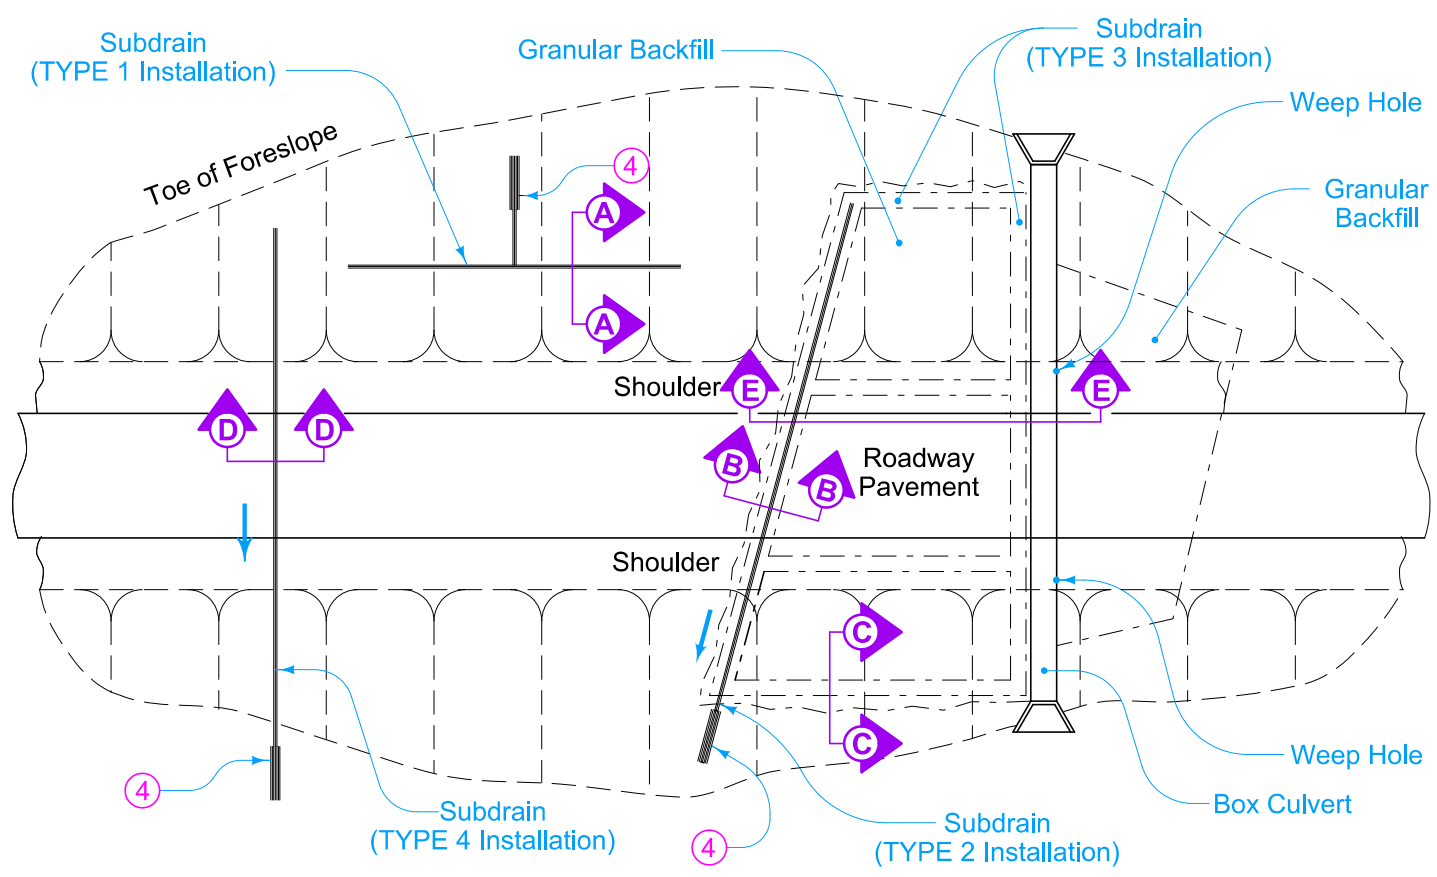 Subdrain
(TYPE 1 Installation)
Granular Backfill
Subdrain
(TYPE 3 Installation)
Weep Hole
Toe of Foreslope
4
A
Granular
Backfill
A
Shoulder
E
E
D
D
B
B
Roadway
Pavement
Shoulder
C
C
Weep Hole
4
Box Culvert
Subdrain
(TYPE 4 Installation)
4
Subdrain
(TYPE 2 Installation)